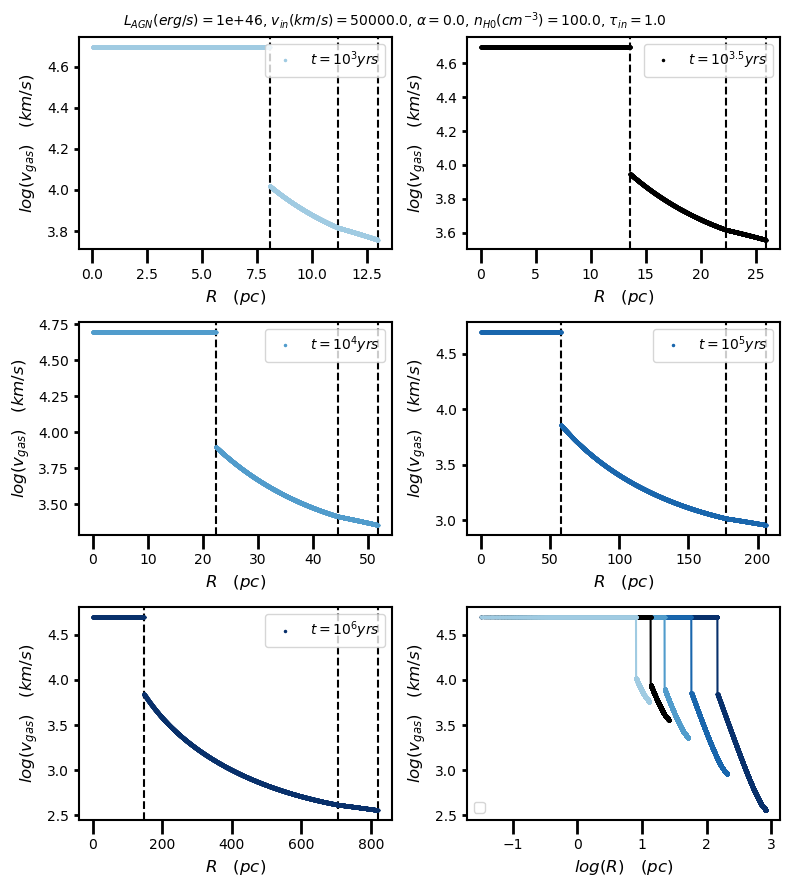 L_AGN(erg/s) = 1e+46, v_in(km/s) = 50000.0, α = 0.0, n_H0(cm^−3) = 100.0, τ_in = 1.0
log(v_gas) (km/s)
4.6
4.4
4.2
4.0
3.8
t = 10^3 yrs
0.0 2.5 5.0 7.5 10.0 12.5
R (pc)
log(v_gas) (km/s)
4.6
4.4
4.2
4.0
3.8
3.6
t = 10^3.5 yrs
0 5 10 15 20 25
R (pc)
log(v_gas) (km/s)
4.75
4.50
4.25
4.00
3.75
3.50
t = 10^4 yrs
0 10 20 30 40 50
R (pc)
log(v_gas) (km/s)
4.5
4.0
3.5
3.0
t = 10^5 yrs
0 50 100 150 200
R (pc)
log(v_gas) (km/s)
4.5
4.0
3.5
3.0
2.5
t = 10^6 yrs
0 200 400 600 800
R (pc)
log(v_gas) (km/s)
4.5
4.0
3.5
3.0
2.5
−1 0 1 2 3
log(R) (pc)